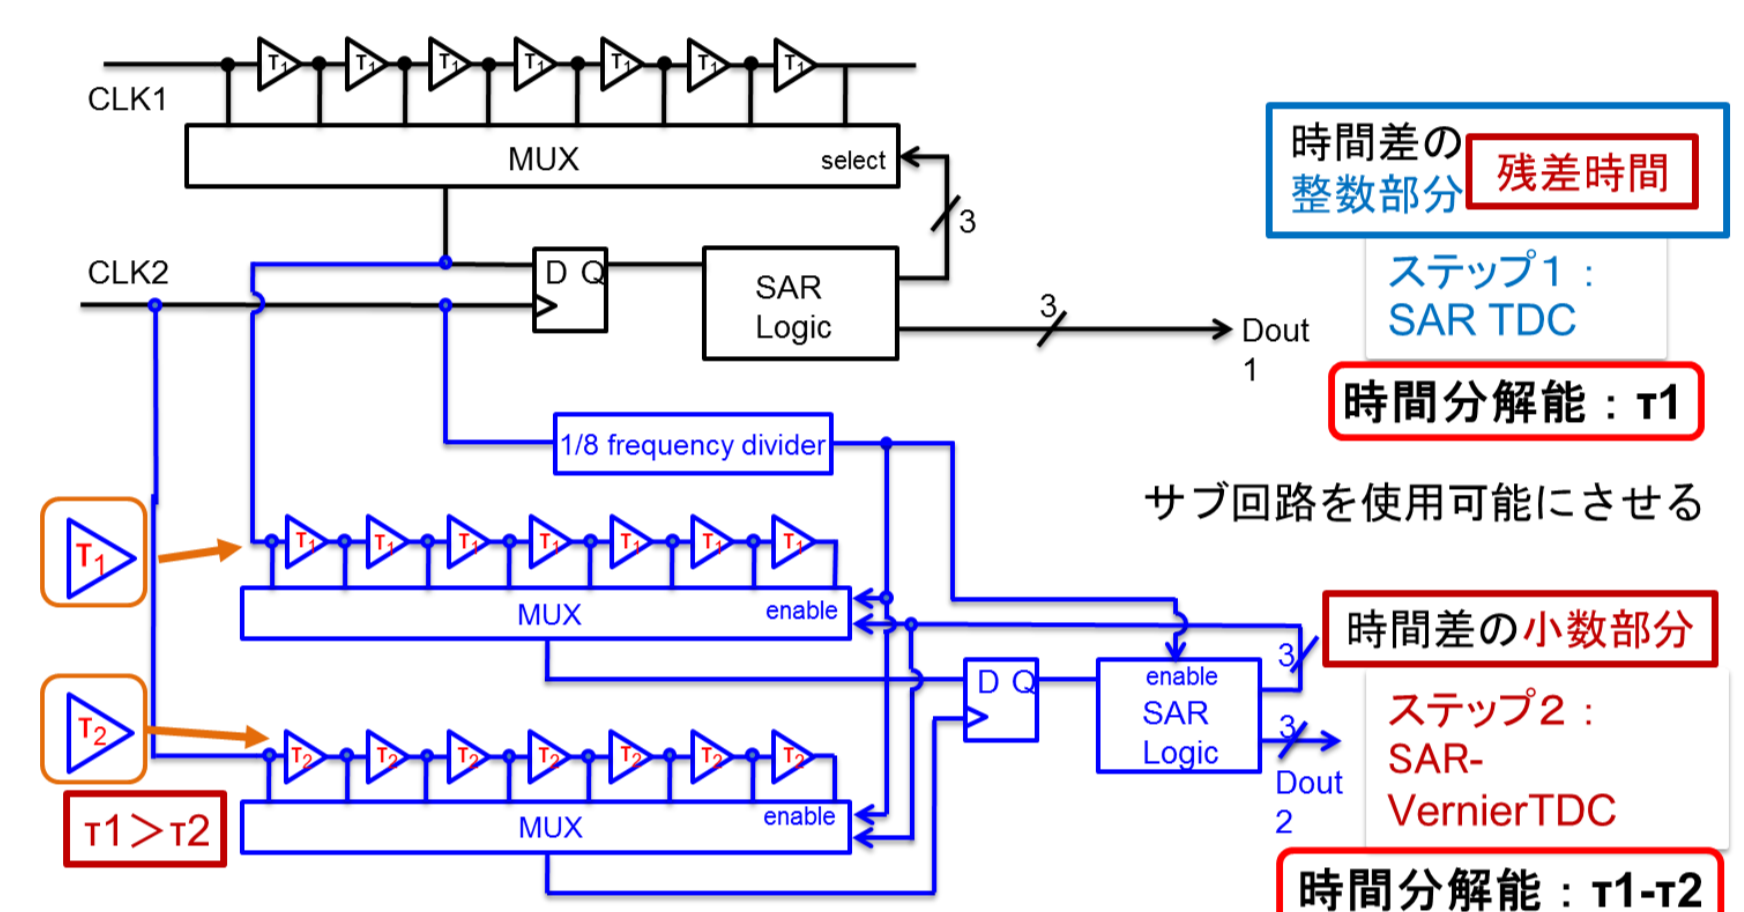 T1 T1 T1 T1 T1 T1 T1
CLK1
MUX select
3
CLK2
D Q
SAR
Logic
3
Dout
1
時間差の
整数部分
残差時間
ステップ1：
SAR TDC
時間分解能：τ1
1/8 frequency divider
サブ回路を使用可能にさせる
T1
T1 T1 T1 T1 T1 T1 T1
MUX enable
T2
T2 T2 T2 T2 T2 T2 T2
MUX enable
τ1＞τ2
D Q
enable
SAR
Logic
3
3
Dout
2
時間差の小数部分
ステップ2：
SAR-
VernierTDC
時間分解能：τ1-τ2